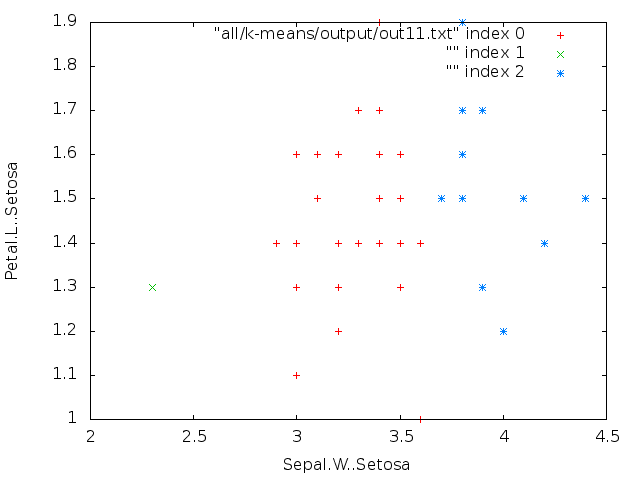 "all/k-means/output/out11.txt" index 0
"" index 1
"" index 2
1.9
1.8
1.7
1.6
1.5
1.4
1.3
1.2
1.1
1
Petal.L..Setosa
2 2.5 3 3.5 4 4.5
Sepal.W..Setosa